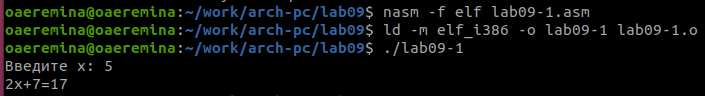 oaeremina@oaeremina:~/work/arch-pc/lab09$ nasm -f elf lab09-1.asm
oaeremina@oaeremina:~/work/arch-pc/lab09$ ld -m elf_i386 -o lab09-1 lab09-1.o
oaeremina@oaeremina:~/work/arch-pc/lab09$ ./lab09-1
Введите x: 5
2x+7=17